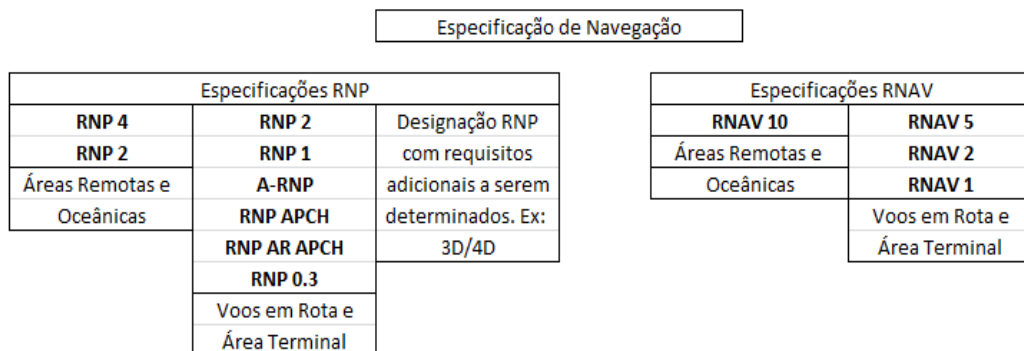 Especificação de Navegação
Especificações RNP
RNP 4
RNP 2
Áreas Remotas e
Oceânicas
RNP 2
RNP 1
A-RNP
RNP APCH
RNP AR APCH
RNP 0.3
Voos em Rota e
Área Terminal
Designação RNP
com requisitos
adicionais a serem
determinados. Ex:
3D/4D
Especificações RNAV
RNAV 10
Áreas Remotas e
Oceânicas
RNAV 5
RNAV 2
RNAV 1
Voos em Rota e
Área Terminal